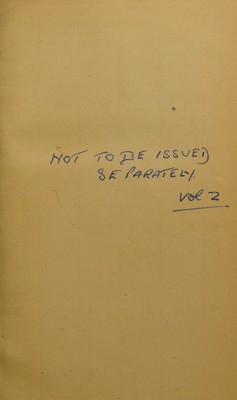 NOT TO BE ISSUED
SEPARATELY
Vol 2